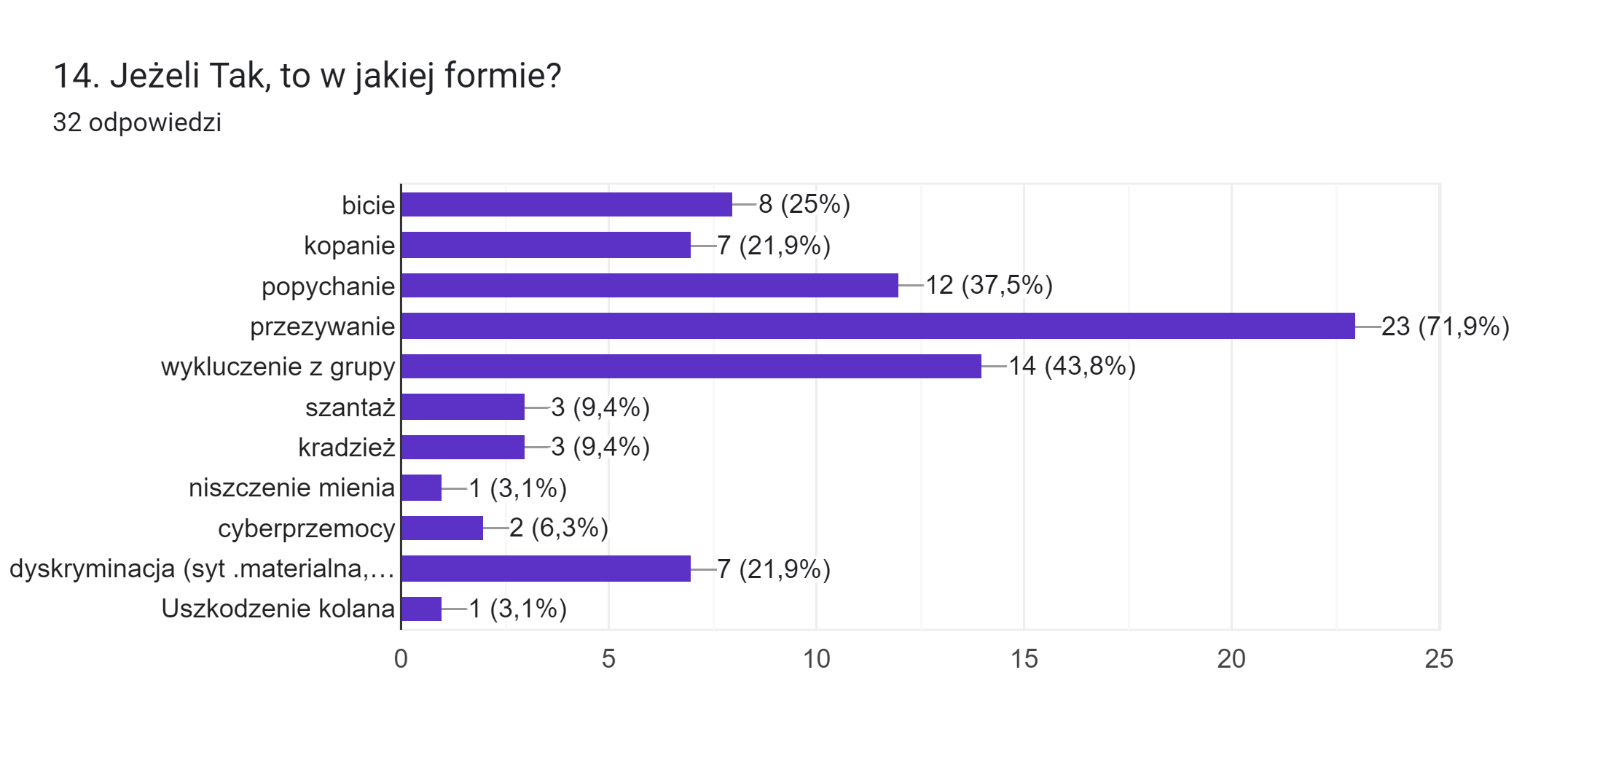 14. Jeżeli Tak, to w jakiej formie?
32 odpowiedzi
bicie 8 (25%)
kopanie 7 (21,9%)
popychanie 12 (37,5%)
przezywanie 23 (71,9%)
wykluczenie z grupy 14 (43,8%)
szantaż 3 (9,4%)
kradzież 3 (9,4%)
niszczenie mienia 1 (3,1%)
cyberprzemocy 2 (6,3%)
dyskryminacja (syt .materialna,… 7 (21,9%)
Uszkodzenie kolana 1 (3,1%)
0 5 10 15 20 25